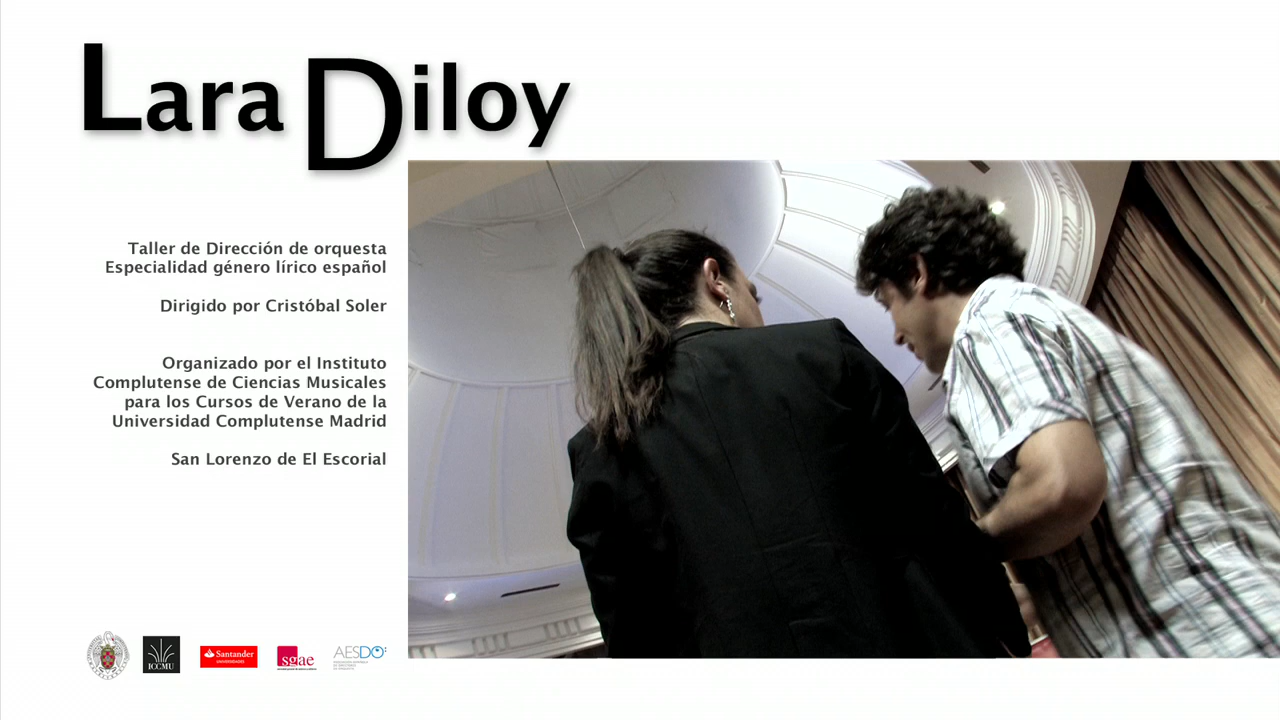 Lara Diloy
Taller de Dirección de orquesta
Especialidad género lírico español
Dirigido por Cristóbal Soler
Organizado por el Instituto
Complutense de Ciencias Musicales
para los Cursos de Verano de la
Universidad Complutense Madrid
San Lorenzo de El Escorial
ICCMU
Santander
UNIVERSIDADES
sgae
AESDO